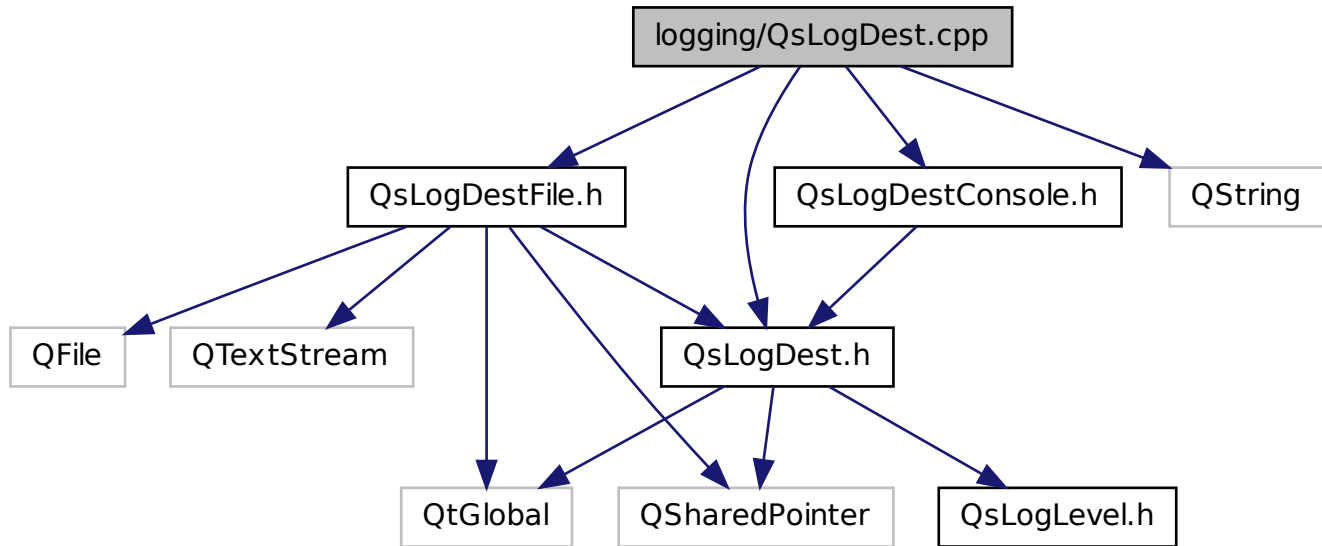 logging/QsLogDest.cpp
QsLogDestFile.h
QsLogDestConsole.h
QString
QFile
QTextStream
QsLogDest.h
QtGlobal
QSharedPointer
QsLogLevel.h